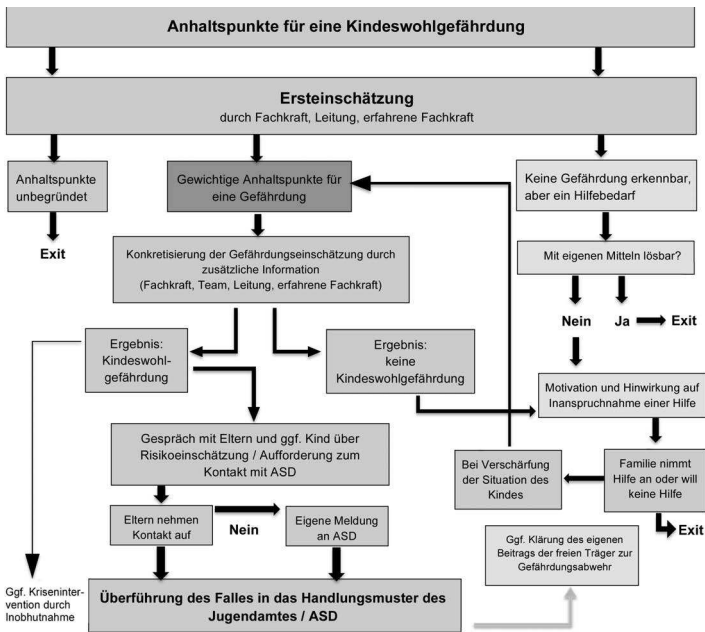 Anhaltspunkte für eine Kindeswohlgefährdung
Ersteinschätzung
durch Fachkraft, Leitung, erfahrene Fachkraft
Anhaltspunkte
unbegründet
Exit
Gewichtige Anhaltspunkte für
eine Gefährdung
Keine Gefährdung erkennbar,
aber ein Hilfebedarf
Konkretisierung der Gefährdungseinschätzung durch
zusätzliche Information
(Fachkraft, Team, Leitung, erfahrene Fachkraft)
Mit eigenen Mitteln lösbar?
Nein
Ja
Exit
Ergebnis:
Kindeswohl-
gefährdung
Ergebnis:
keine
Kindeswohlgefährdung
Motivation und Hinwirkung auf
Inanspruchnahme einer Hilfe
Gespräch mit Eltern und ggf. Kind über
Risikoeinschätzung / Aufforderung zum
Kontakt mit ASD
Bei Verschärfung
der Situation des
Kindes
Familie nimmt
Hilfe an oder will
keine Hilfe
Exit
Eltern nehmen
Kontakt auf
Nein
Eigene Meldung
an ASD
Ggf. Klärung des eigenen
Beitrags der freien Träger zur
Gefährdungsabwehr
Ggf. Kriseninter-
vention durch
Inobhutnahme
Überführung des Falles in das Handlungsmuster des
Jugendamtes / ASD